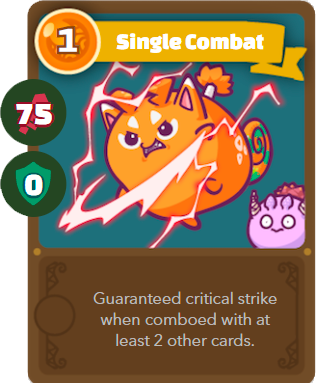 1
Single Combat
75
0
Guaranteed critical strike
when comboed with at
least 2 other cards.